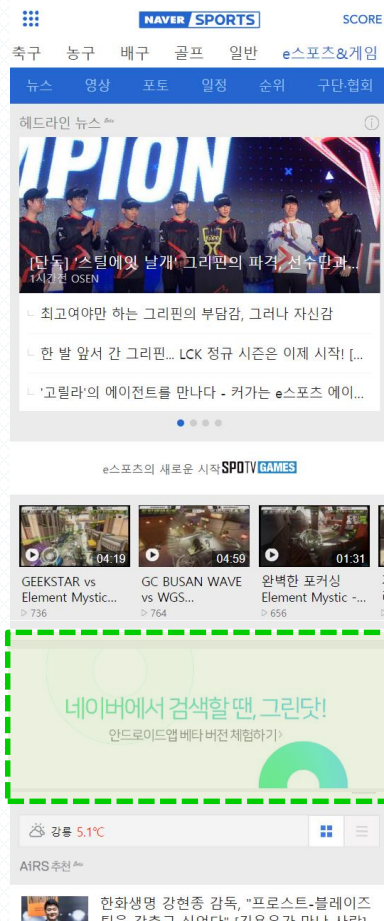 NAVER SPORTS
SCORE
축구 농구 배구 골프 일반 e스포츠&게임
뉴스 영상 포토 일정 순위 구단·협회
헤드라인 뉴스 Beta
MPION
[단독] '스틸에잇 날개' 그리핀의 파격, 선수단과...
1시간전 OSEN
최고여야만 하는 그리핀의 부담감, 그러나 자신감
한 발 앞서 간 그리핀... LCK 정규 시즌은 이제 시작! [...
'고릴라'의 에이전트를 만나다 - 커가는 e스포츠 에이...
e스포츠의 새로운 시작 SPOTV GAMES
04:19 04:59 01:31
GEEKSTAR vs Element Mystic...
736
GC BUSAN WAVE vs WGS...
764
완벽한 포커싱 Element Mystic -...
656
네이버에서 검색할 땐, 그린닷!
안드로이드앱 베타 버전 체험하기>
강릉 5.1℃
AiRS 추천 Beta
한화생명 강현종 감독, "프로스트-블레이즈